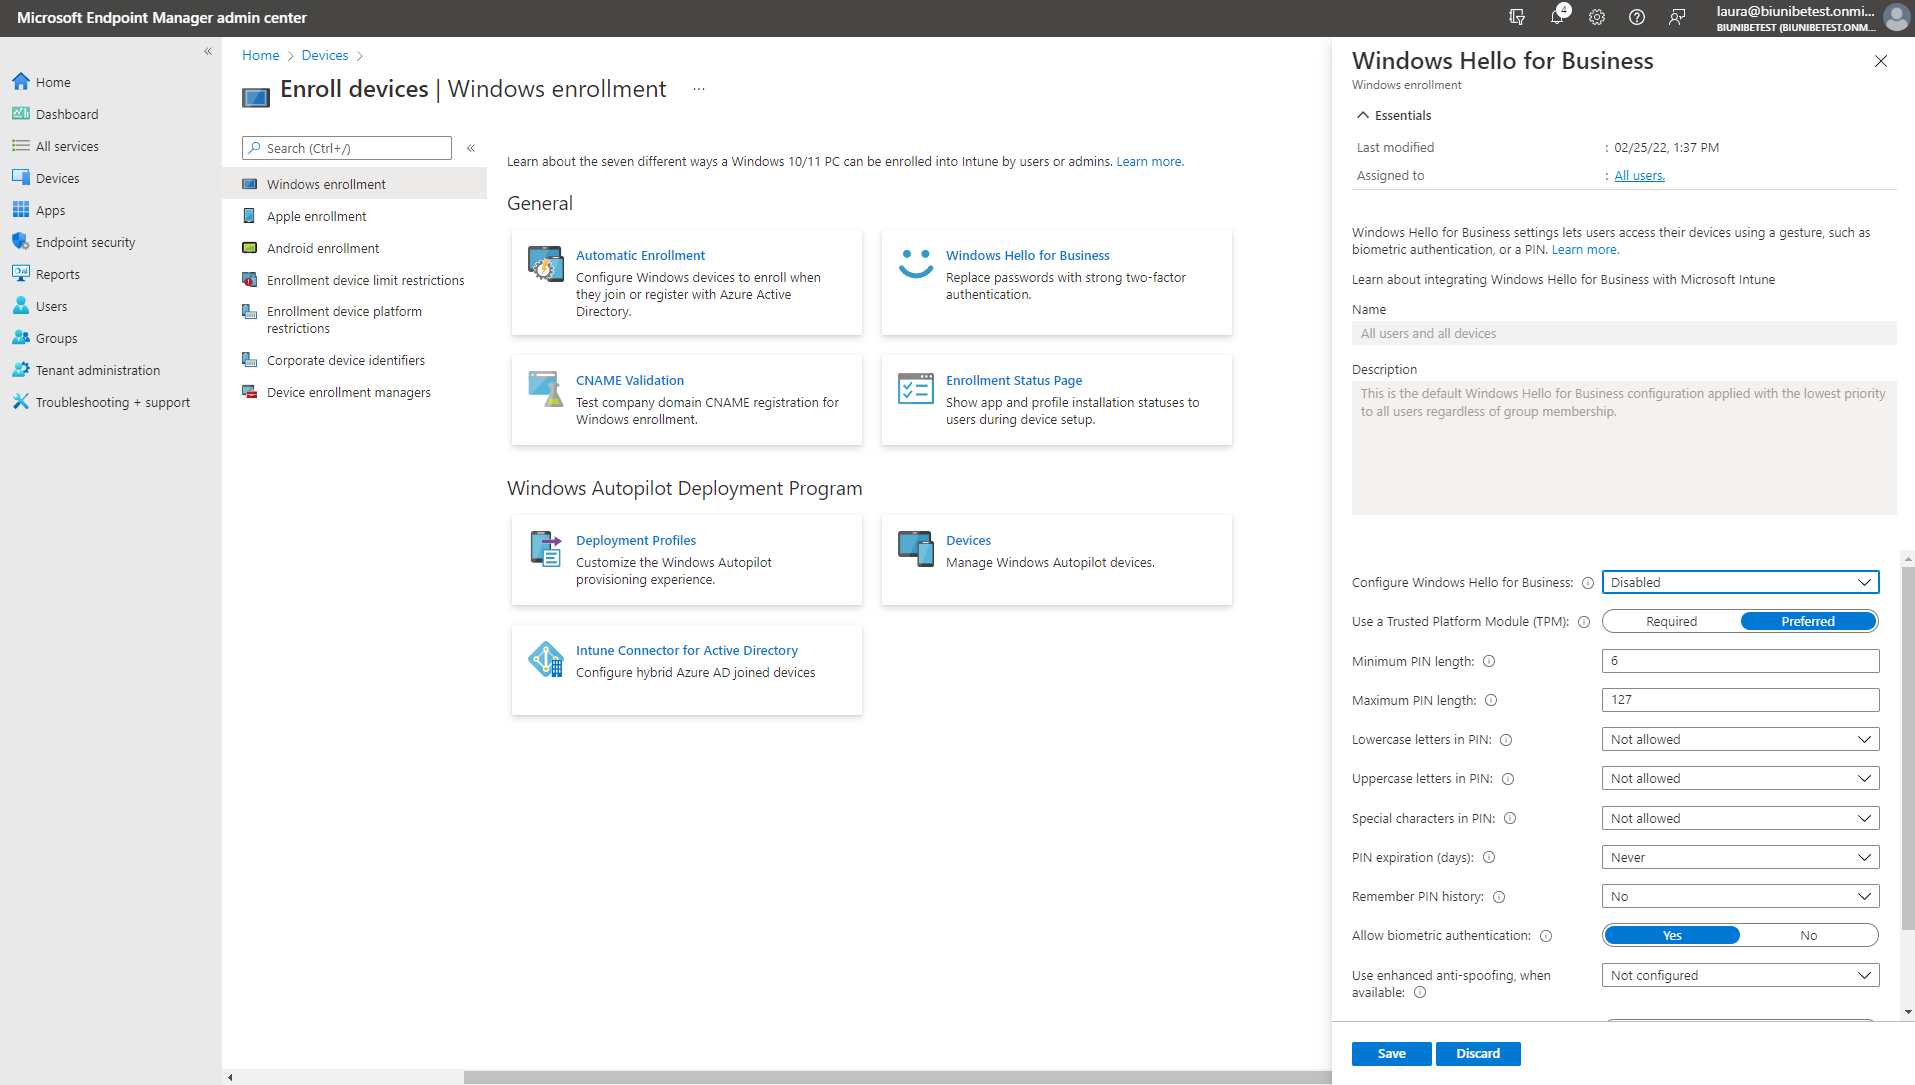 Microsoft Endpoint Manager admin center
4
laura@biunibetest.onmi...
BIUNIBETEST (BIUNIBETEST.ONM...
«
Home
Dashboard
All services
Devices
Apps
Endpoint security
Reports
Users
Groups
Tenant administration
Troubleshooting + support
Home > Devices >
Enroll devices | Windows enrollment ...
Search (Ctrl+/)
«
Windows enrollment
Apple enrollment
Android enrollment
Enrollment device limit restrictions
Enrollment device platform
restrictions
Corporate device identifiers
Device enrollment managers
Learn about the seven different ways a Windows 10/11 PC can be enrolled into Intune by users or admins. Learn more.
General
Automatic Enrollment
Configure Windows devices to enroll when
they join or register with Azure Active
Directory.
Windows Hello for Business
Replace passwords with strong two-factor
authentication.
CNAME Validation
Test company domain CNAME registration for
Windows enrollment.
Enrollment Status Page
Show app and profile installation statuses to
users during device setup.
Windows Autopilot Deployment Program
Deployment Profiles
Customize the Windows Autopilot
provisioning experience.
Devices
Manage Windows Autopilot devices.
Intune Connector for Active Directory
Configure hybrid Azure AD joined devices
Windows Hello for Business
Windows enrollment
Essentials
Last modified : 02/25/22, 1:37 PM
Assigned to : All users.
Windows Hello for Business settings lets users access their devices using a gesture, such as
biometric authentication, or a PIN. Learn more.
Learn about integrating Windows Hello for Business with Microsoft Intune
Name
All users and all devices
Description
This is the default Windows Hello for Business configuration applied with the lowest priority
to all users regardless of group membership.
Configure Windows Hello for Business: Disabled
Use a Trusted Platform Module (TPM): Required Preferred
Minimum PIN length: 6
Maximum PIN length: 127
Lowercase letters in PIN: Not allowed
Uppercase letters in PIN: Not allowed
Special characters in PIN: Not allowed
PIN expiration (days): Never
Remember PIN history: No
Allow biometric authentication: Yes No
Use enhanced anti-spoofing, when
available:
Not configured
Save Discard